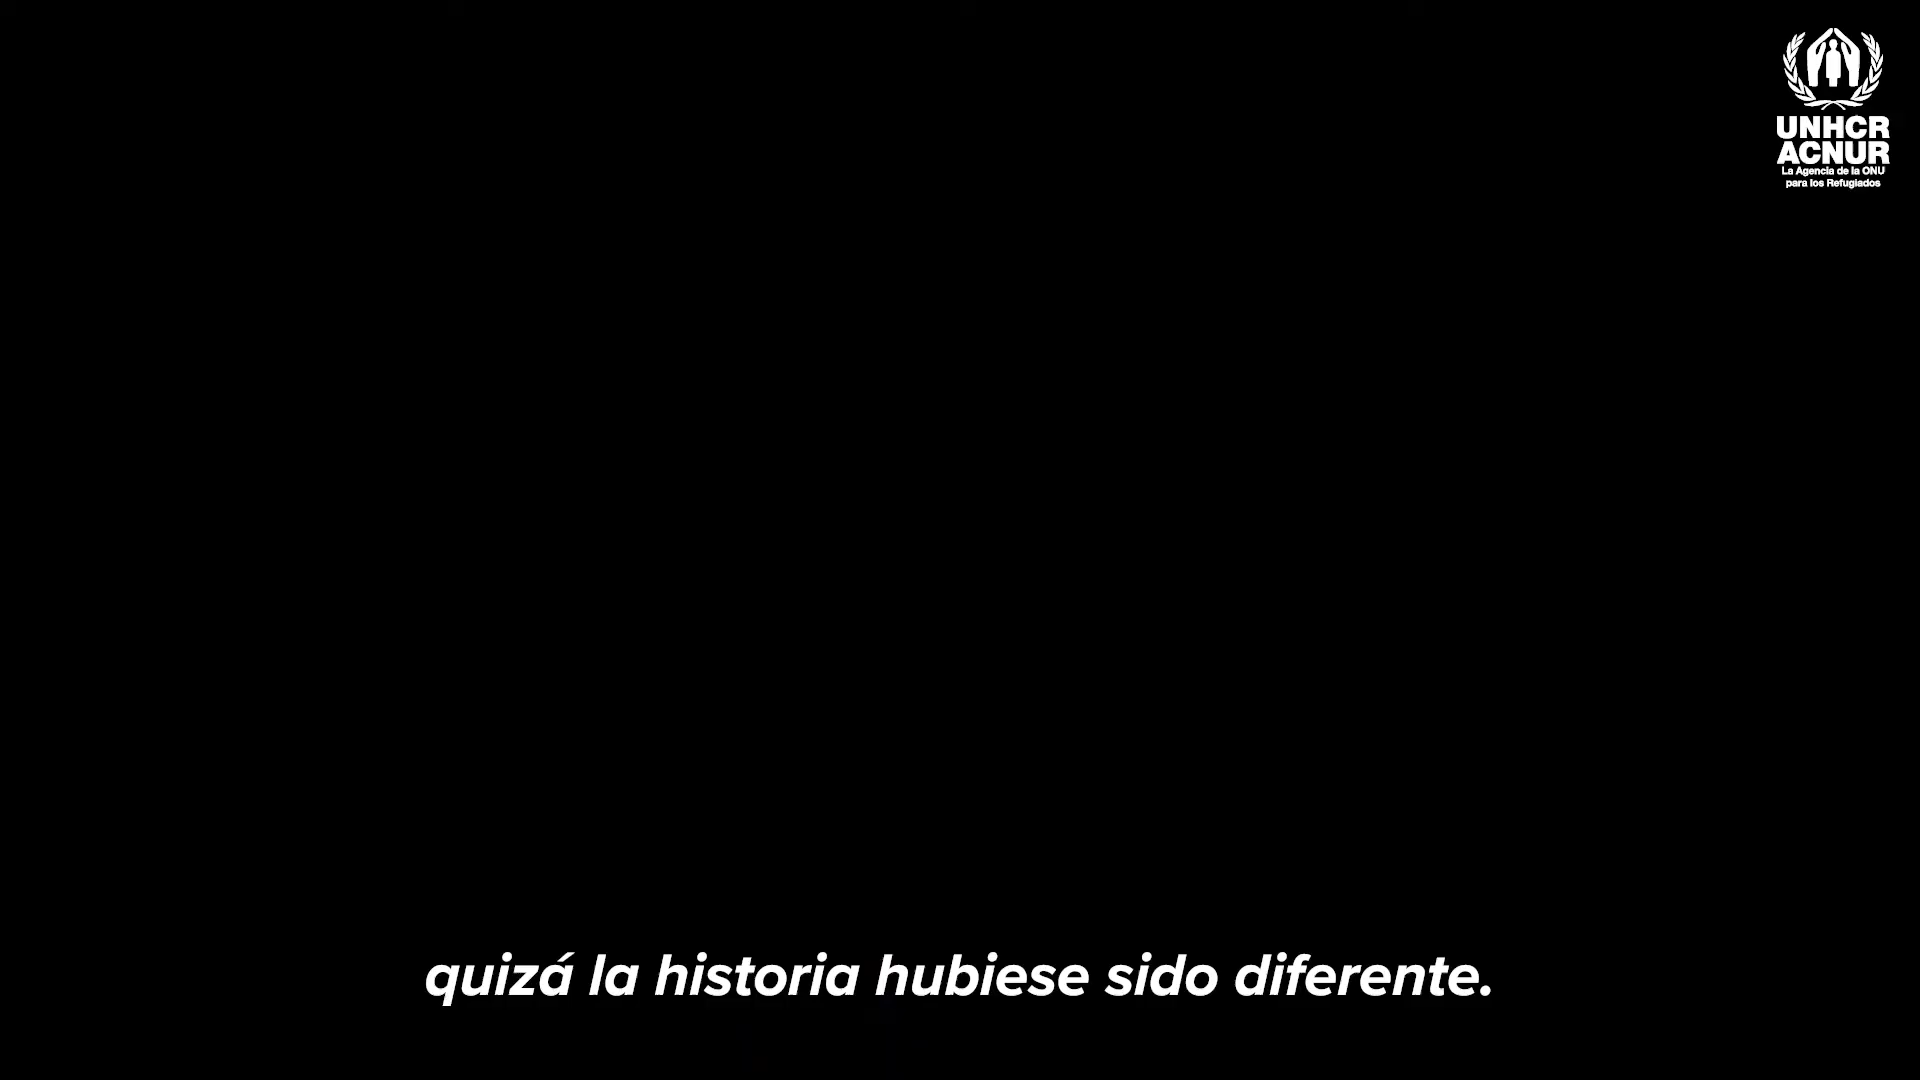 UNHCR
ACNUR
La Agencia de la ONU
para los Refugiados
quizá la historia hubiese sido diferente.